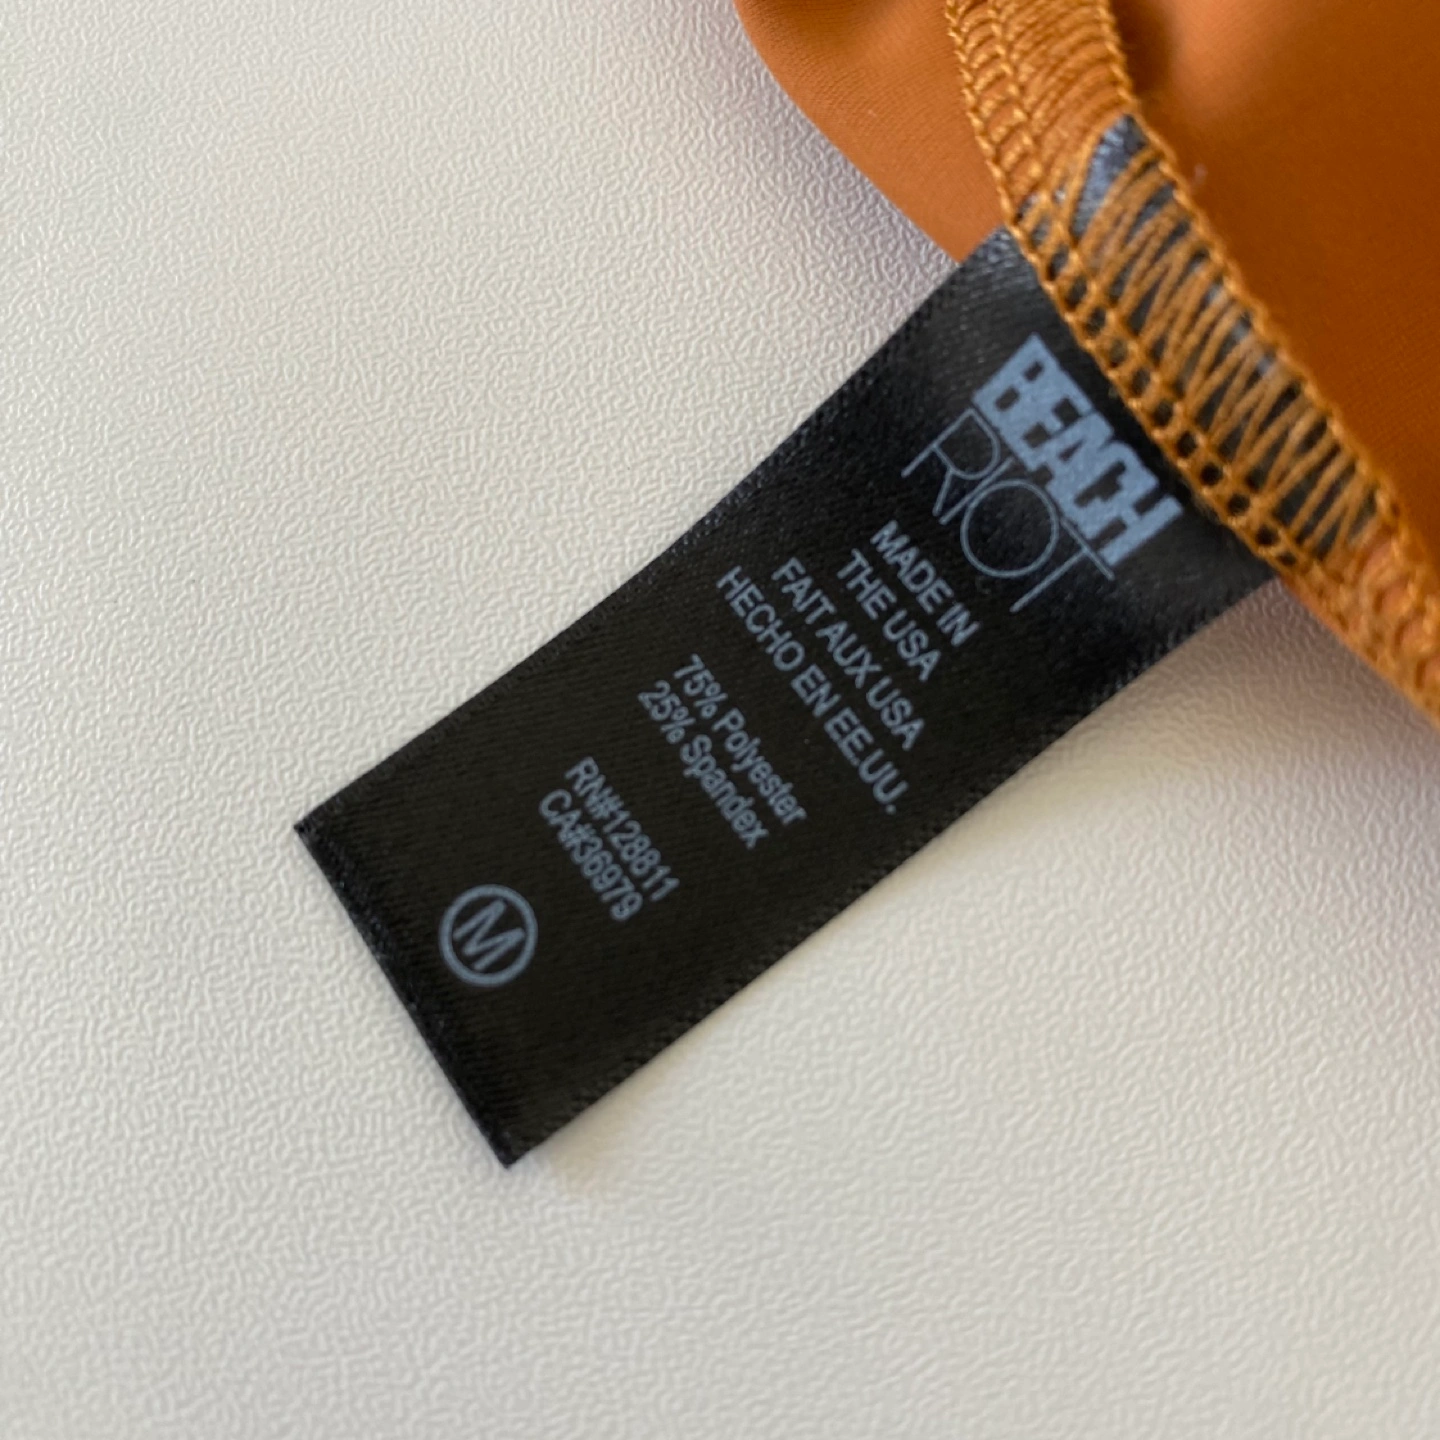 BEACH
RIOT
MADE IN
THE USA
FAIT AUX USA
HECHO EN EE.UU.
75% Polyester
25% Spandex
RN#128811
CA#36979
M